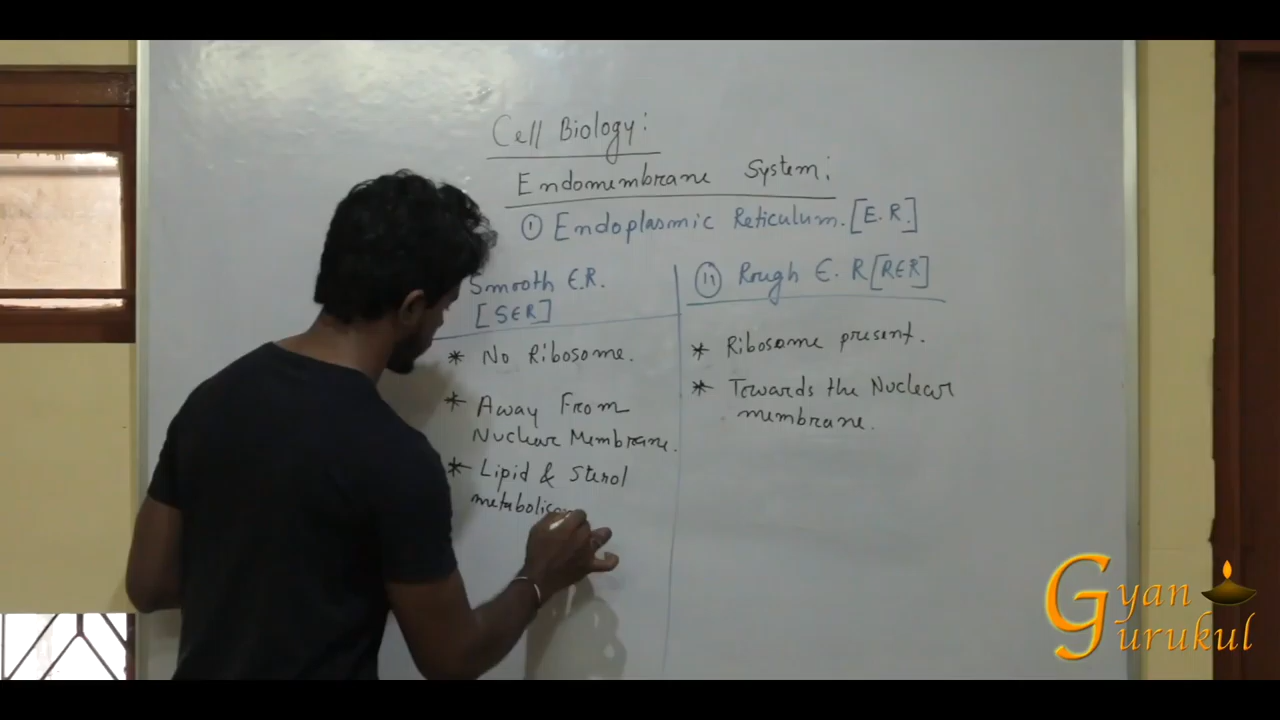 Cell Biology:
Endomembrane System:
① Endoplasmic Reticulum. [E. R.]
Smooth E.R.
[SER]
* No Ribosome.
* Away From
Nuclear Membrane.
* Lipid & Sterol
metabolism
(ii) Rough E. R [RER]
* Ribosome present.
* Towards the Nuclear
membrane.
Gyan
Gurukul